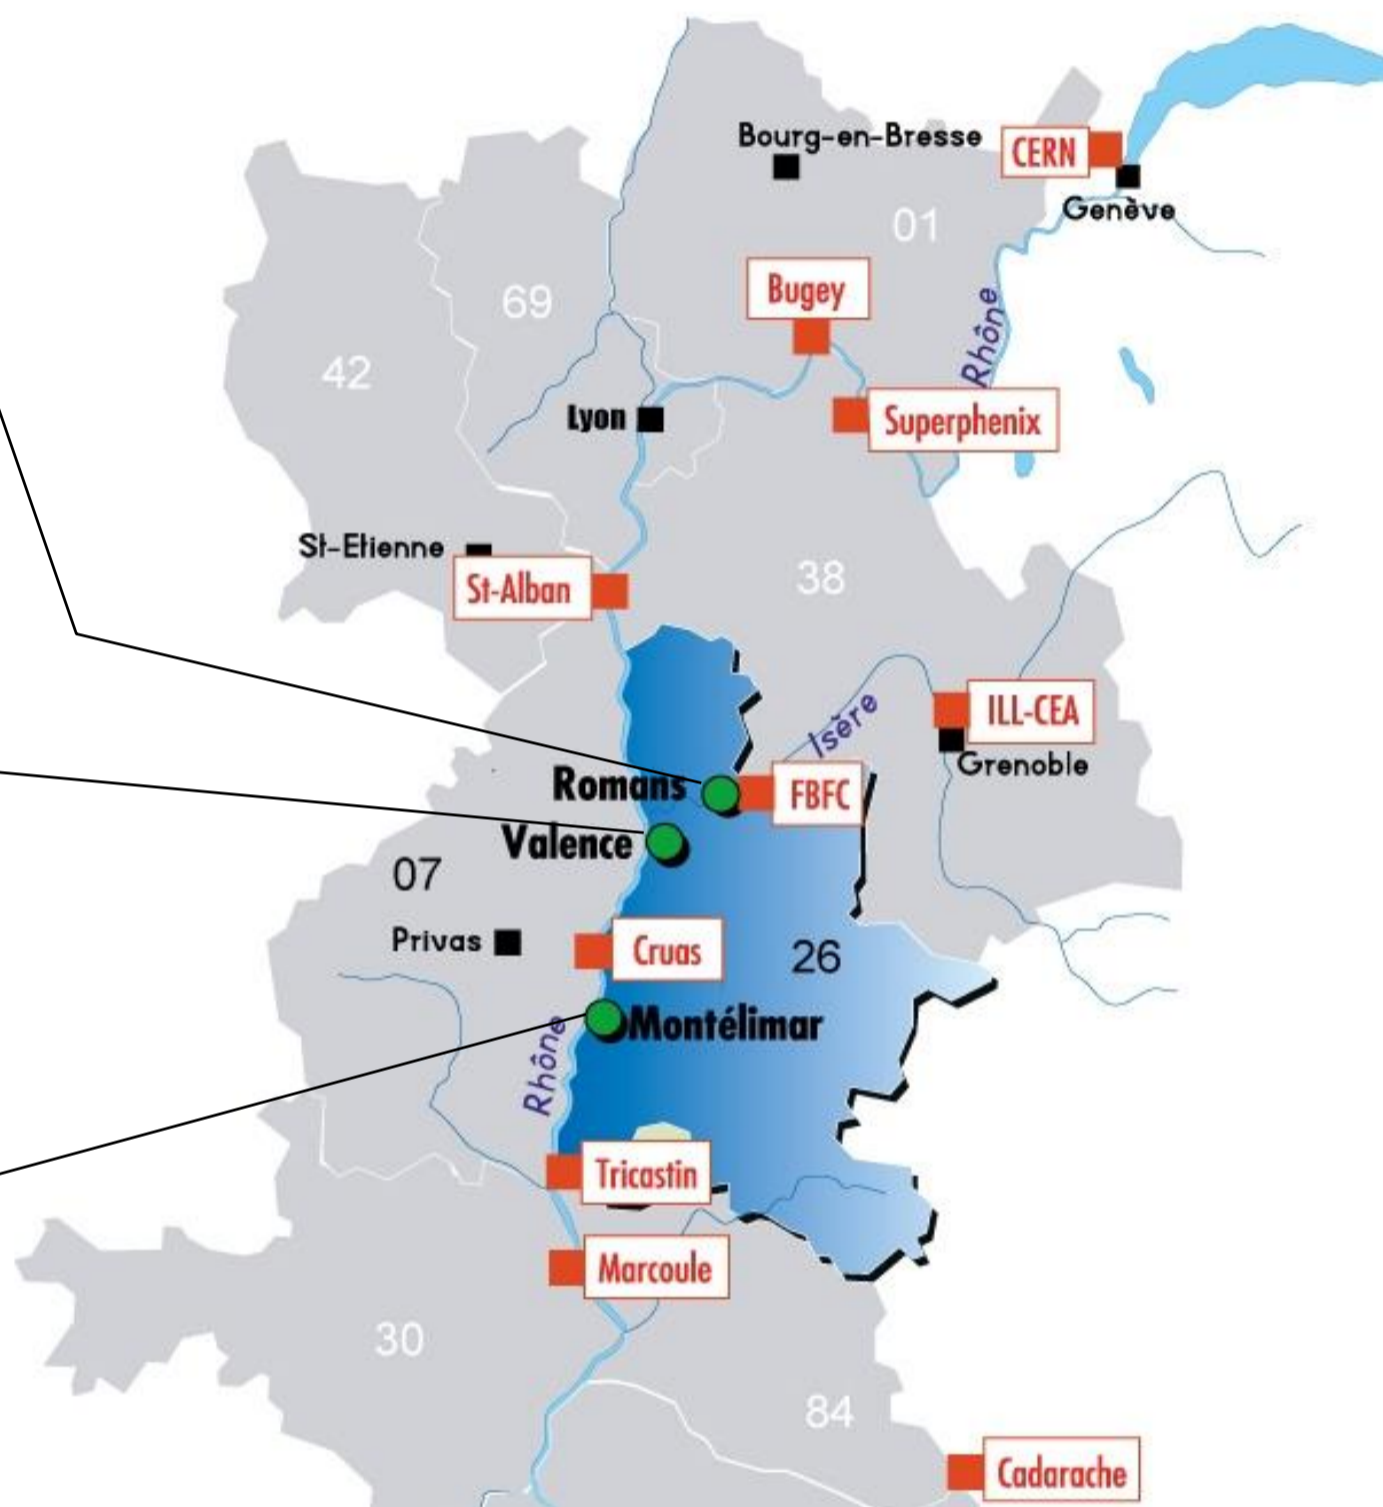 Bourg-en-Bresse
CERN
Genève
01
Bugey
69
Rhône
42
Lyon
Superphenix
St-Etienne
St-Alban
38
ILL-CEA
Isère
Grenoble
Romans
FBFC
Valence
07
Privas
Cruas
26
Montélimar
Rhône
Tricastin
Marcoule
30
84
Cadarache